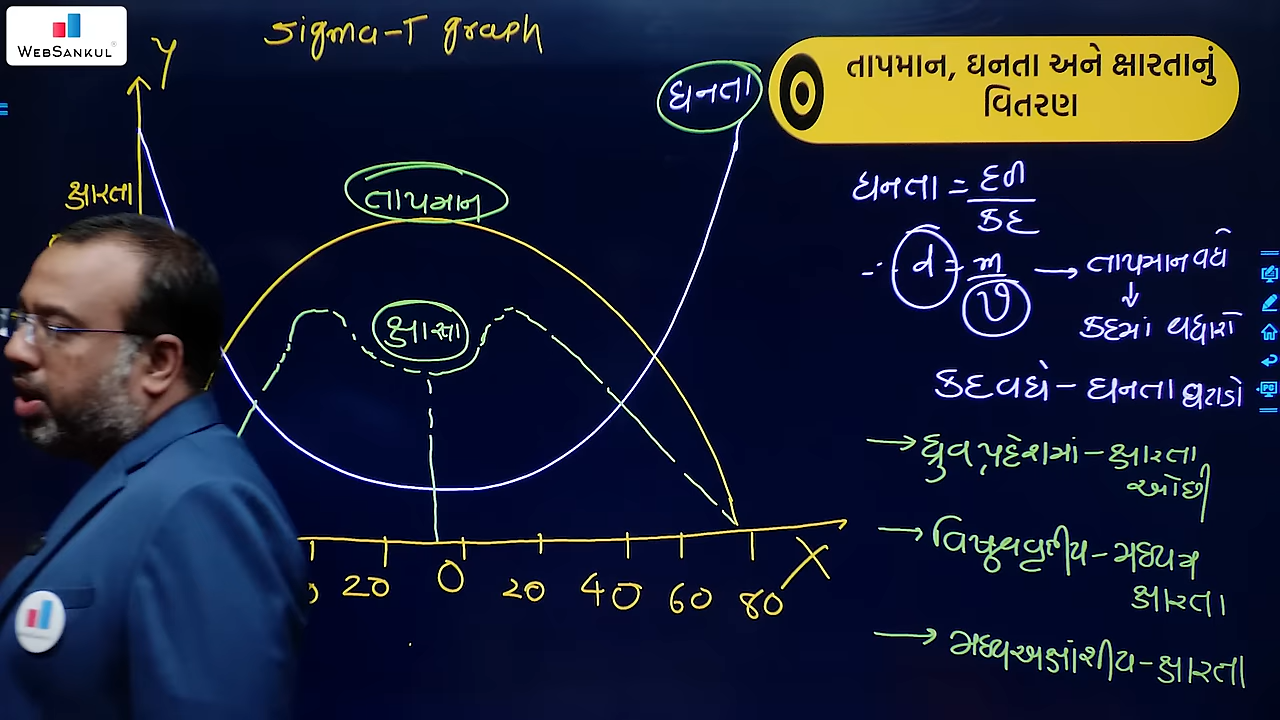 WEBSANKUL
Y
Sigma-T graph
ઘનતા
તાપમાન, ઘનતા અને ક્ષારતાનું
વિતરણ
ક્ષારતા
તાપમાન
ક્ષારતા
ઘનતા = દળ
કદ
d = m
v
→ તાપમાન વધે
↓
કદમાં વધારો
કદ વધે - ઘનતા ઘટાડો
→ ધ્રુવ પ્રદેશમાં - ક્ષારતા
ઓછી
→ વિષુવવૃત્તીય - મધ્યમ
ક્ષારતા
→ મધ્યઅક્ષાંશીય - ક્ષારતા
20 0 20 40 60 80 X